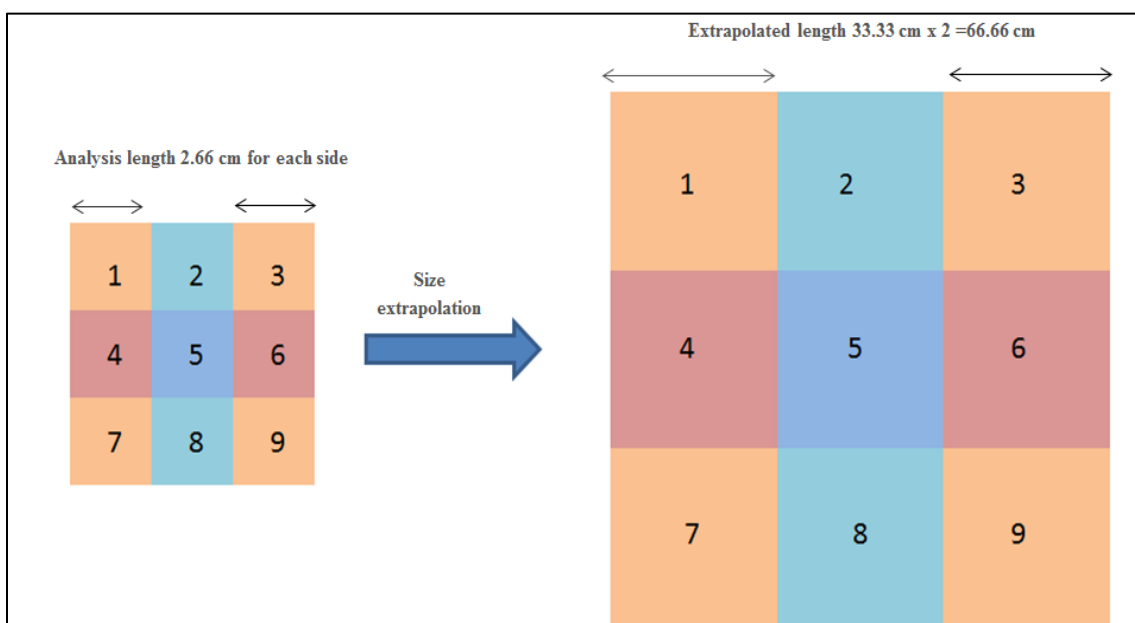 Extrapolated length 33.33 cm x 2 =66.66 cm
Analysis length 2.66 cm for each side
1 2 3
4 5 6
7 8 9
Size
extrapolation
1 2 3
4 5 6
7 8 9